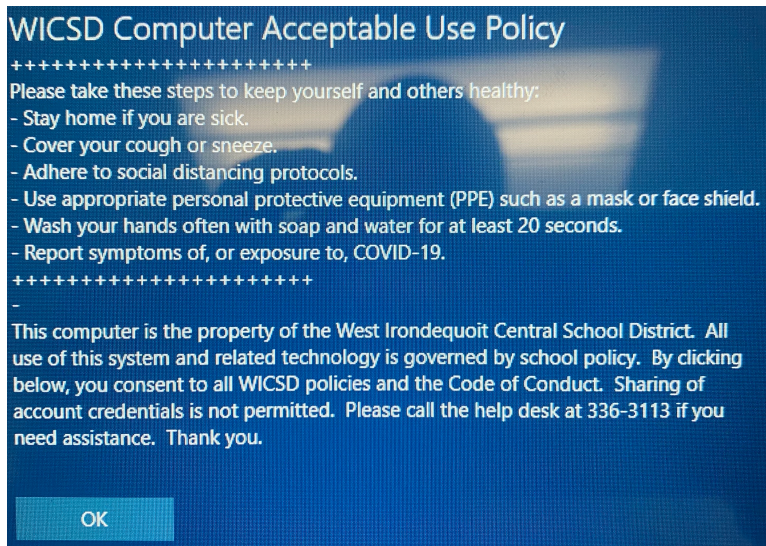 WICSD Computer Acceptable Use Policy
++++++++++++++++++++++
Please take these steps to keep yourself and others healthy:
- Stay home if you are sick.
- Cover your cough or sneeze.
- Adhere to social distancing protocols.
- Use appropriate personal protective equipment (PPE) such as a mask or face shield.
- Wash your hands often with soap and water for at least 20 seconds.
- Report symptoms of, or exposure to, COVID-19.
++++++++++++++++++++++
-
This computer is the property of the West Irondequoit Central School District.  All
use of this system and related technology is governed by school policy.  By clicking
below, you consent to all WICSD policies and the Code of Conduct.  Sharing of
account credentials is not permitted.  Please call the help desk at 336-3113 if you
need assistance.  Thank you.
OK